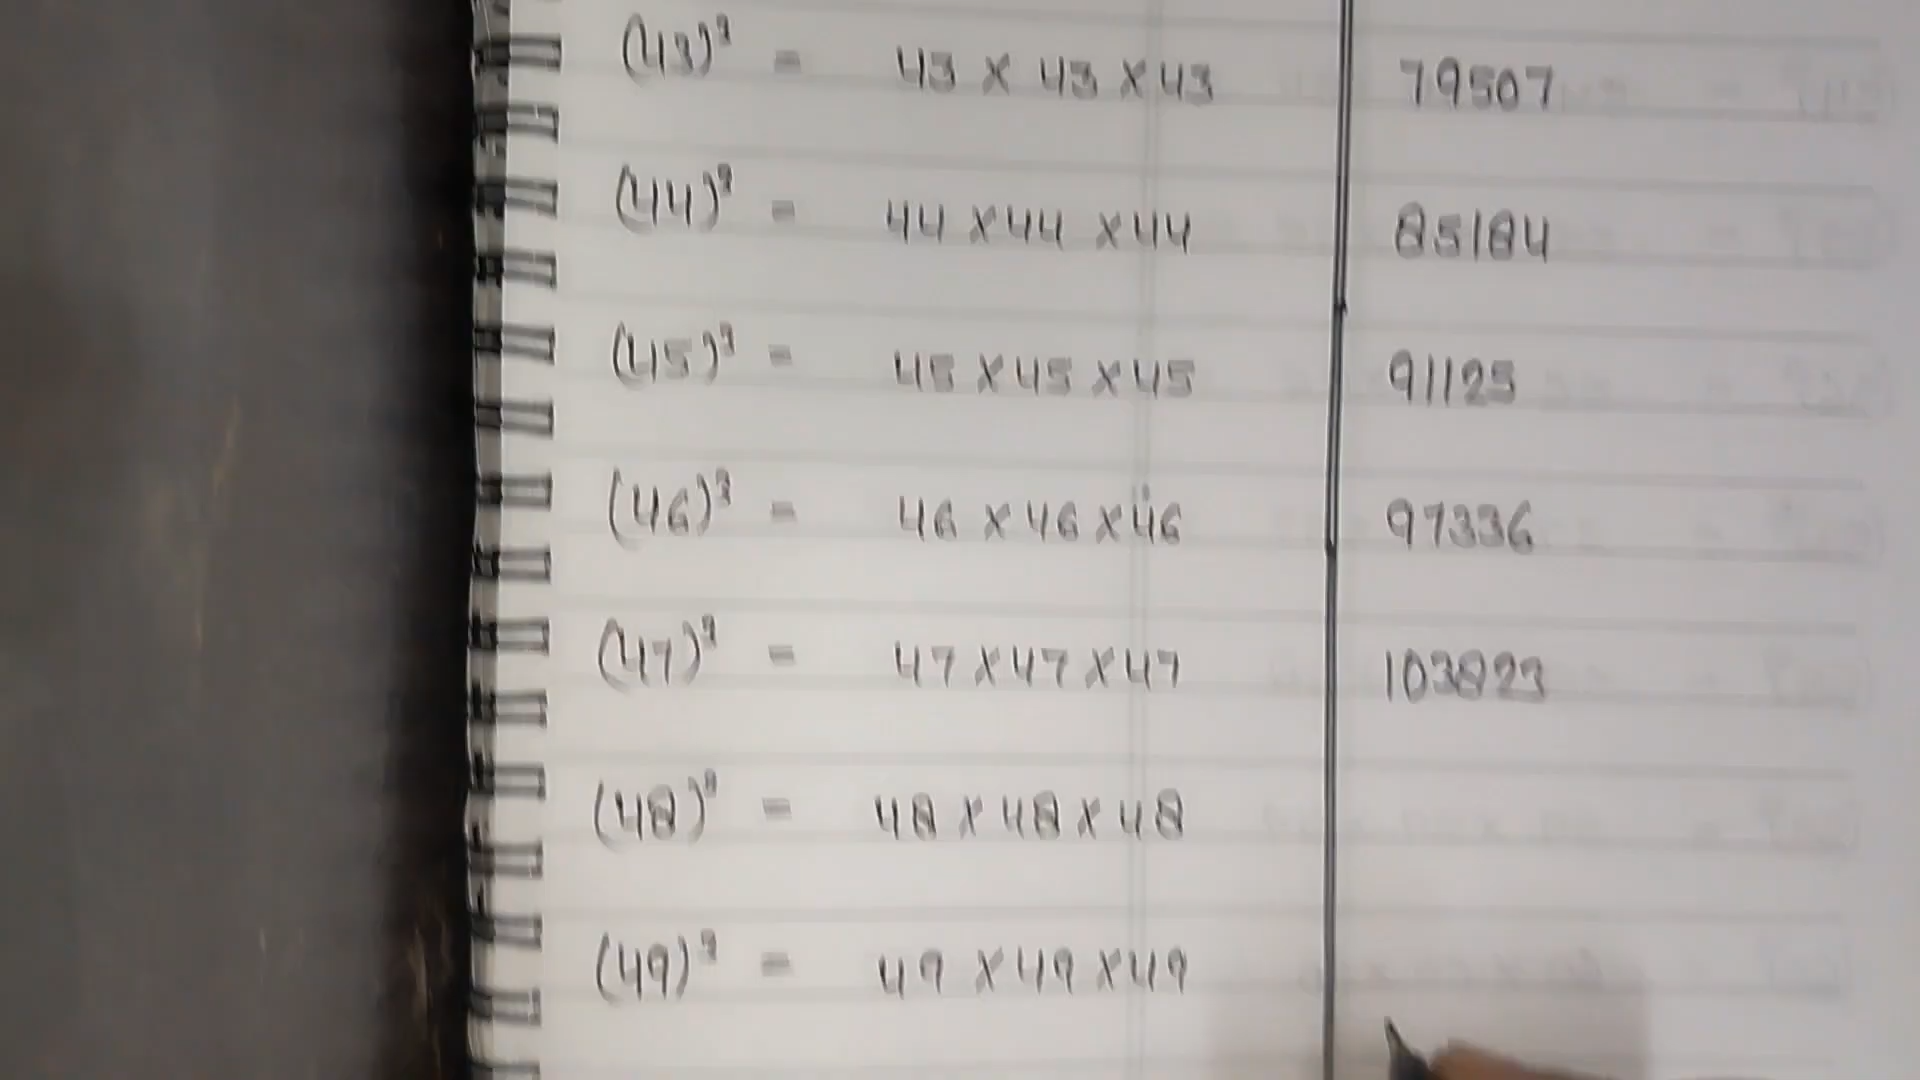 (43)³ = 43 × 43 × 43 79507
(44)³ = 44 × 44 × 44 85184
(45)³ = 45 × 45 × 45 91125
(46)³ = 46 × 46 × 46 97336
(47)³ = 47 × 47 × 47 103823
(48)³ = 48 × 48 × 48
(49)³ = 49 × 49 × 49